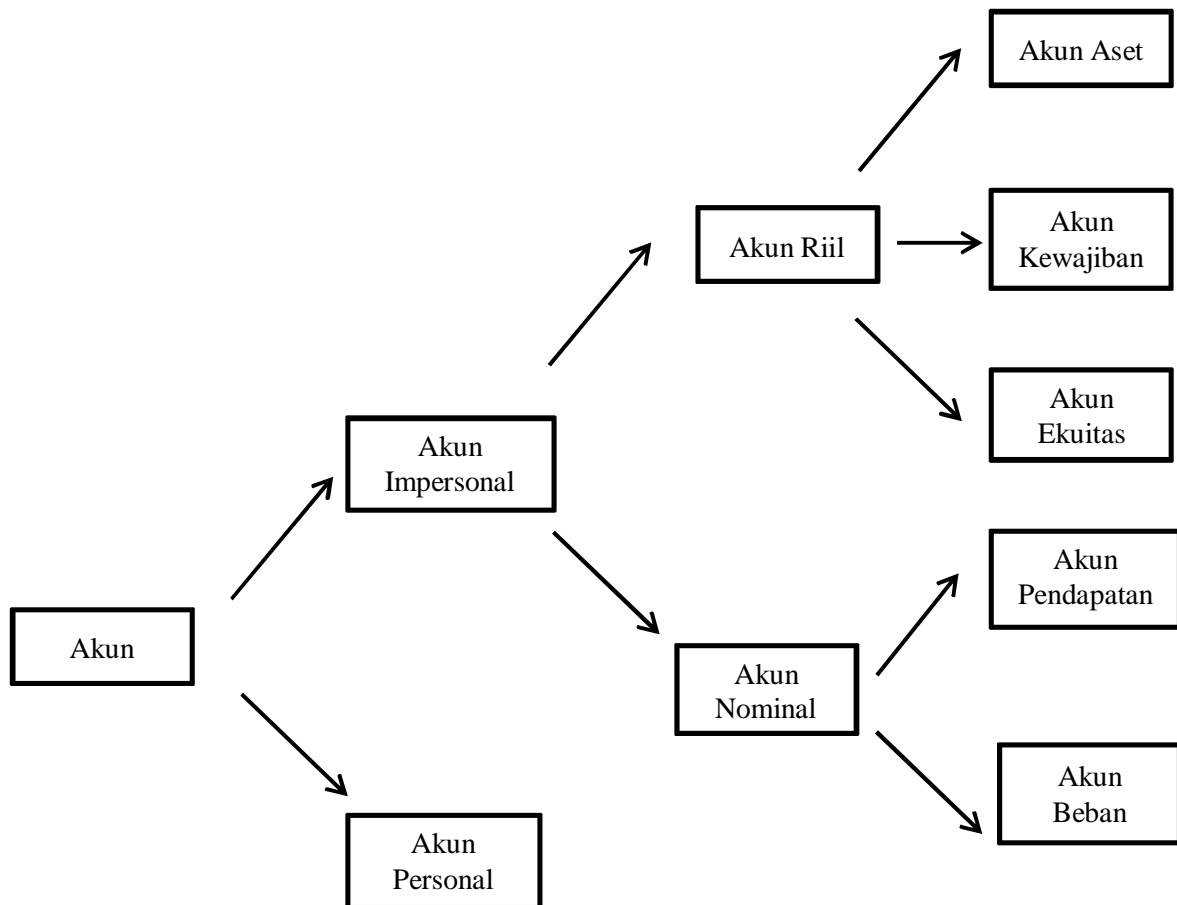 Akun Aset
Akun
Kewajiban
Akun Riil
Akun
Ekuitas
Akun
Impersonal
Akun
Pendapatan
Akun
Akun
Nominal
Akun
Beban
Akun
Personal